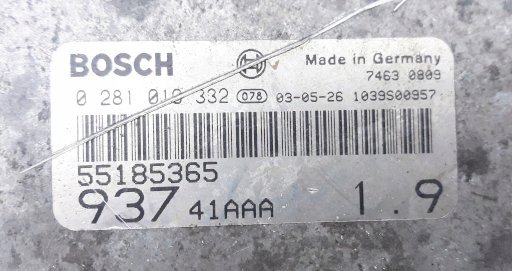 BOSCH Made in Germany
7463 0809
0 281 010 332 078 03-05-26 1039S00957
55185365
937 41AAA 1.9